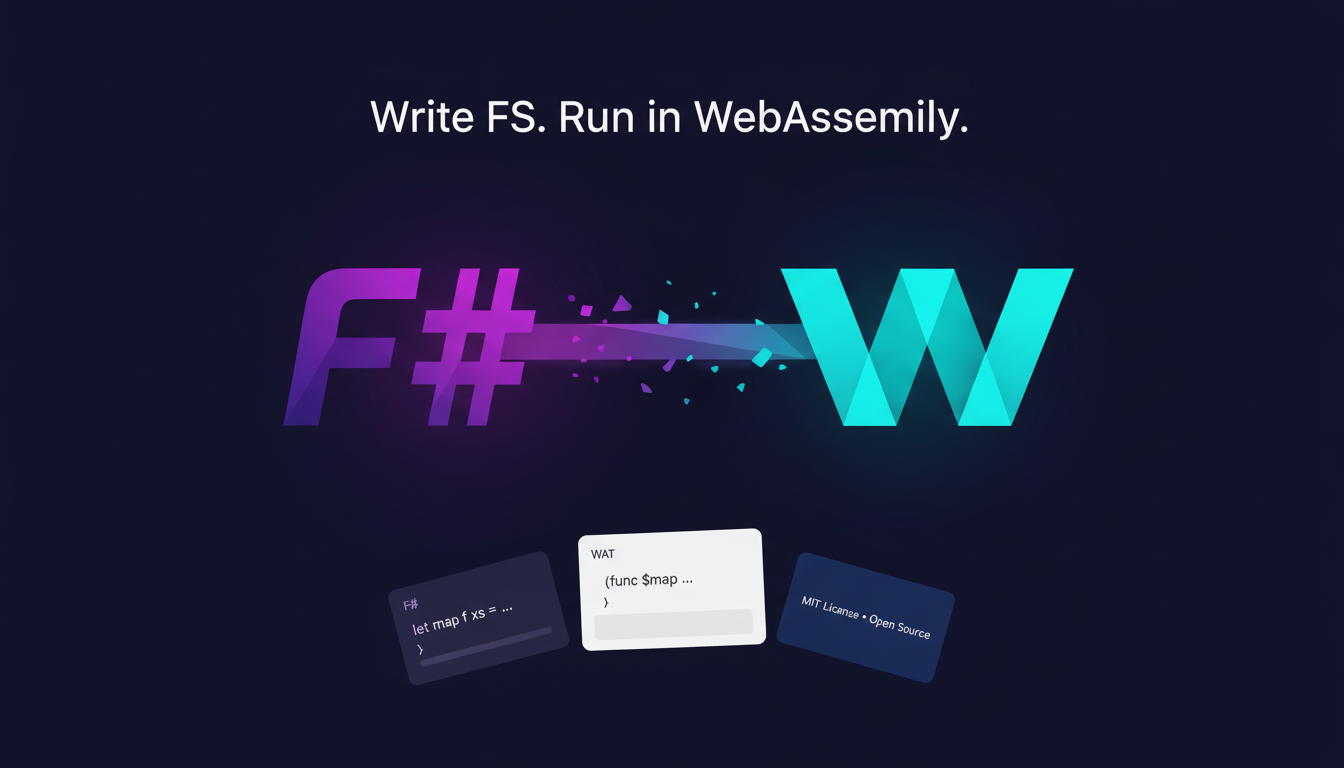 Write FS. Run in WebAssemily.
F# W
F#
let map f xs = ...
}
WAT
(func $map ...
}
MIT License • Open Source